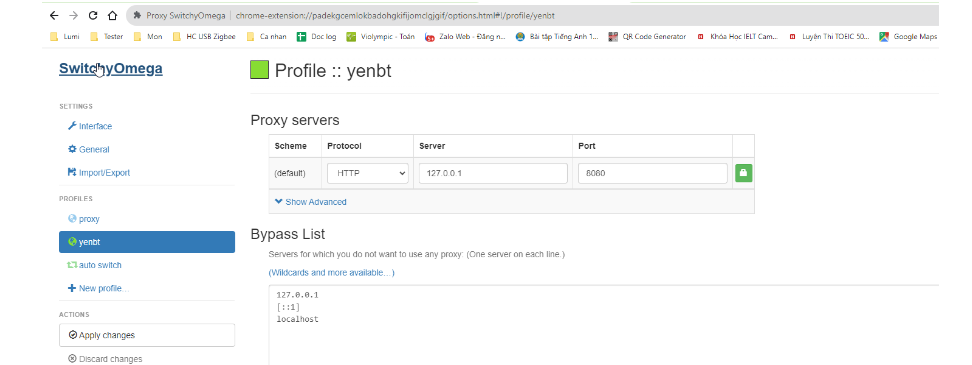 Proxy SwitchyOmega | chrome-extension://padekgcemlokbadohgkifijomclgjgif/options.html#!/profile/yenbt
Lumi Tester Mon HC USB Zigbee Ca nhan Doc log Violympic - Toán Zalo Web - Đăng n... Bài tập Tiếng Anh 1... QR Code Generator Khóa Học IELT Cam... Luyện Thi TOEIC 50... Google Maps
SwitchyOmega
Profile :: yenbt
SETTINGS
Interface
General
Import/Export
PROFILES
proxy
yenbt
auto switch
New profile...
ACTIONS
Apply changes
Discard changes
Proxy servers
Scheme Protocol Server Port
(default) HTTP 127.0.0.1 8080
Show Advanced
Bypass List
Servers for which you do not want to use any proxy: (One server on each line.)
(Wildcards and more available...)
127.0.0.1
[::1]
localhost